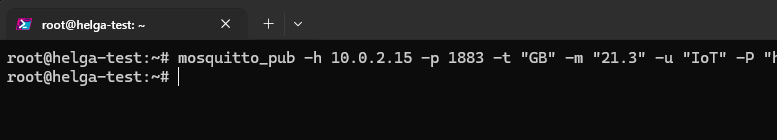 root@helga-test: ~
root@helga-test:~# mosquitto_pub -h 10.0.2.15 -p 1883 -t "GB" -m "21.3" -u "IoT" -P "h
root@helga-test:~#